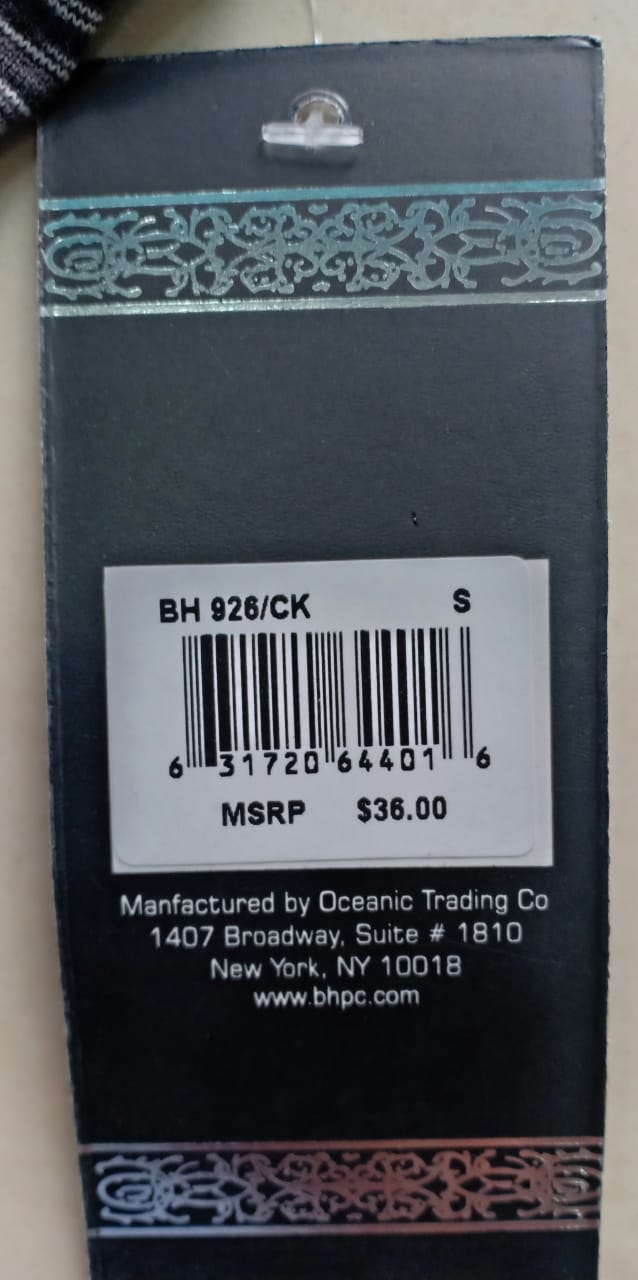 BH 926/CK S
6 31720 64401 6
MSRP $36.00
Manfactured by Oceanic Trading Co
1407 Broadway, Suite # 1810
New York, NY 10018
www.bhpc.com